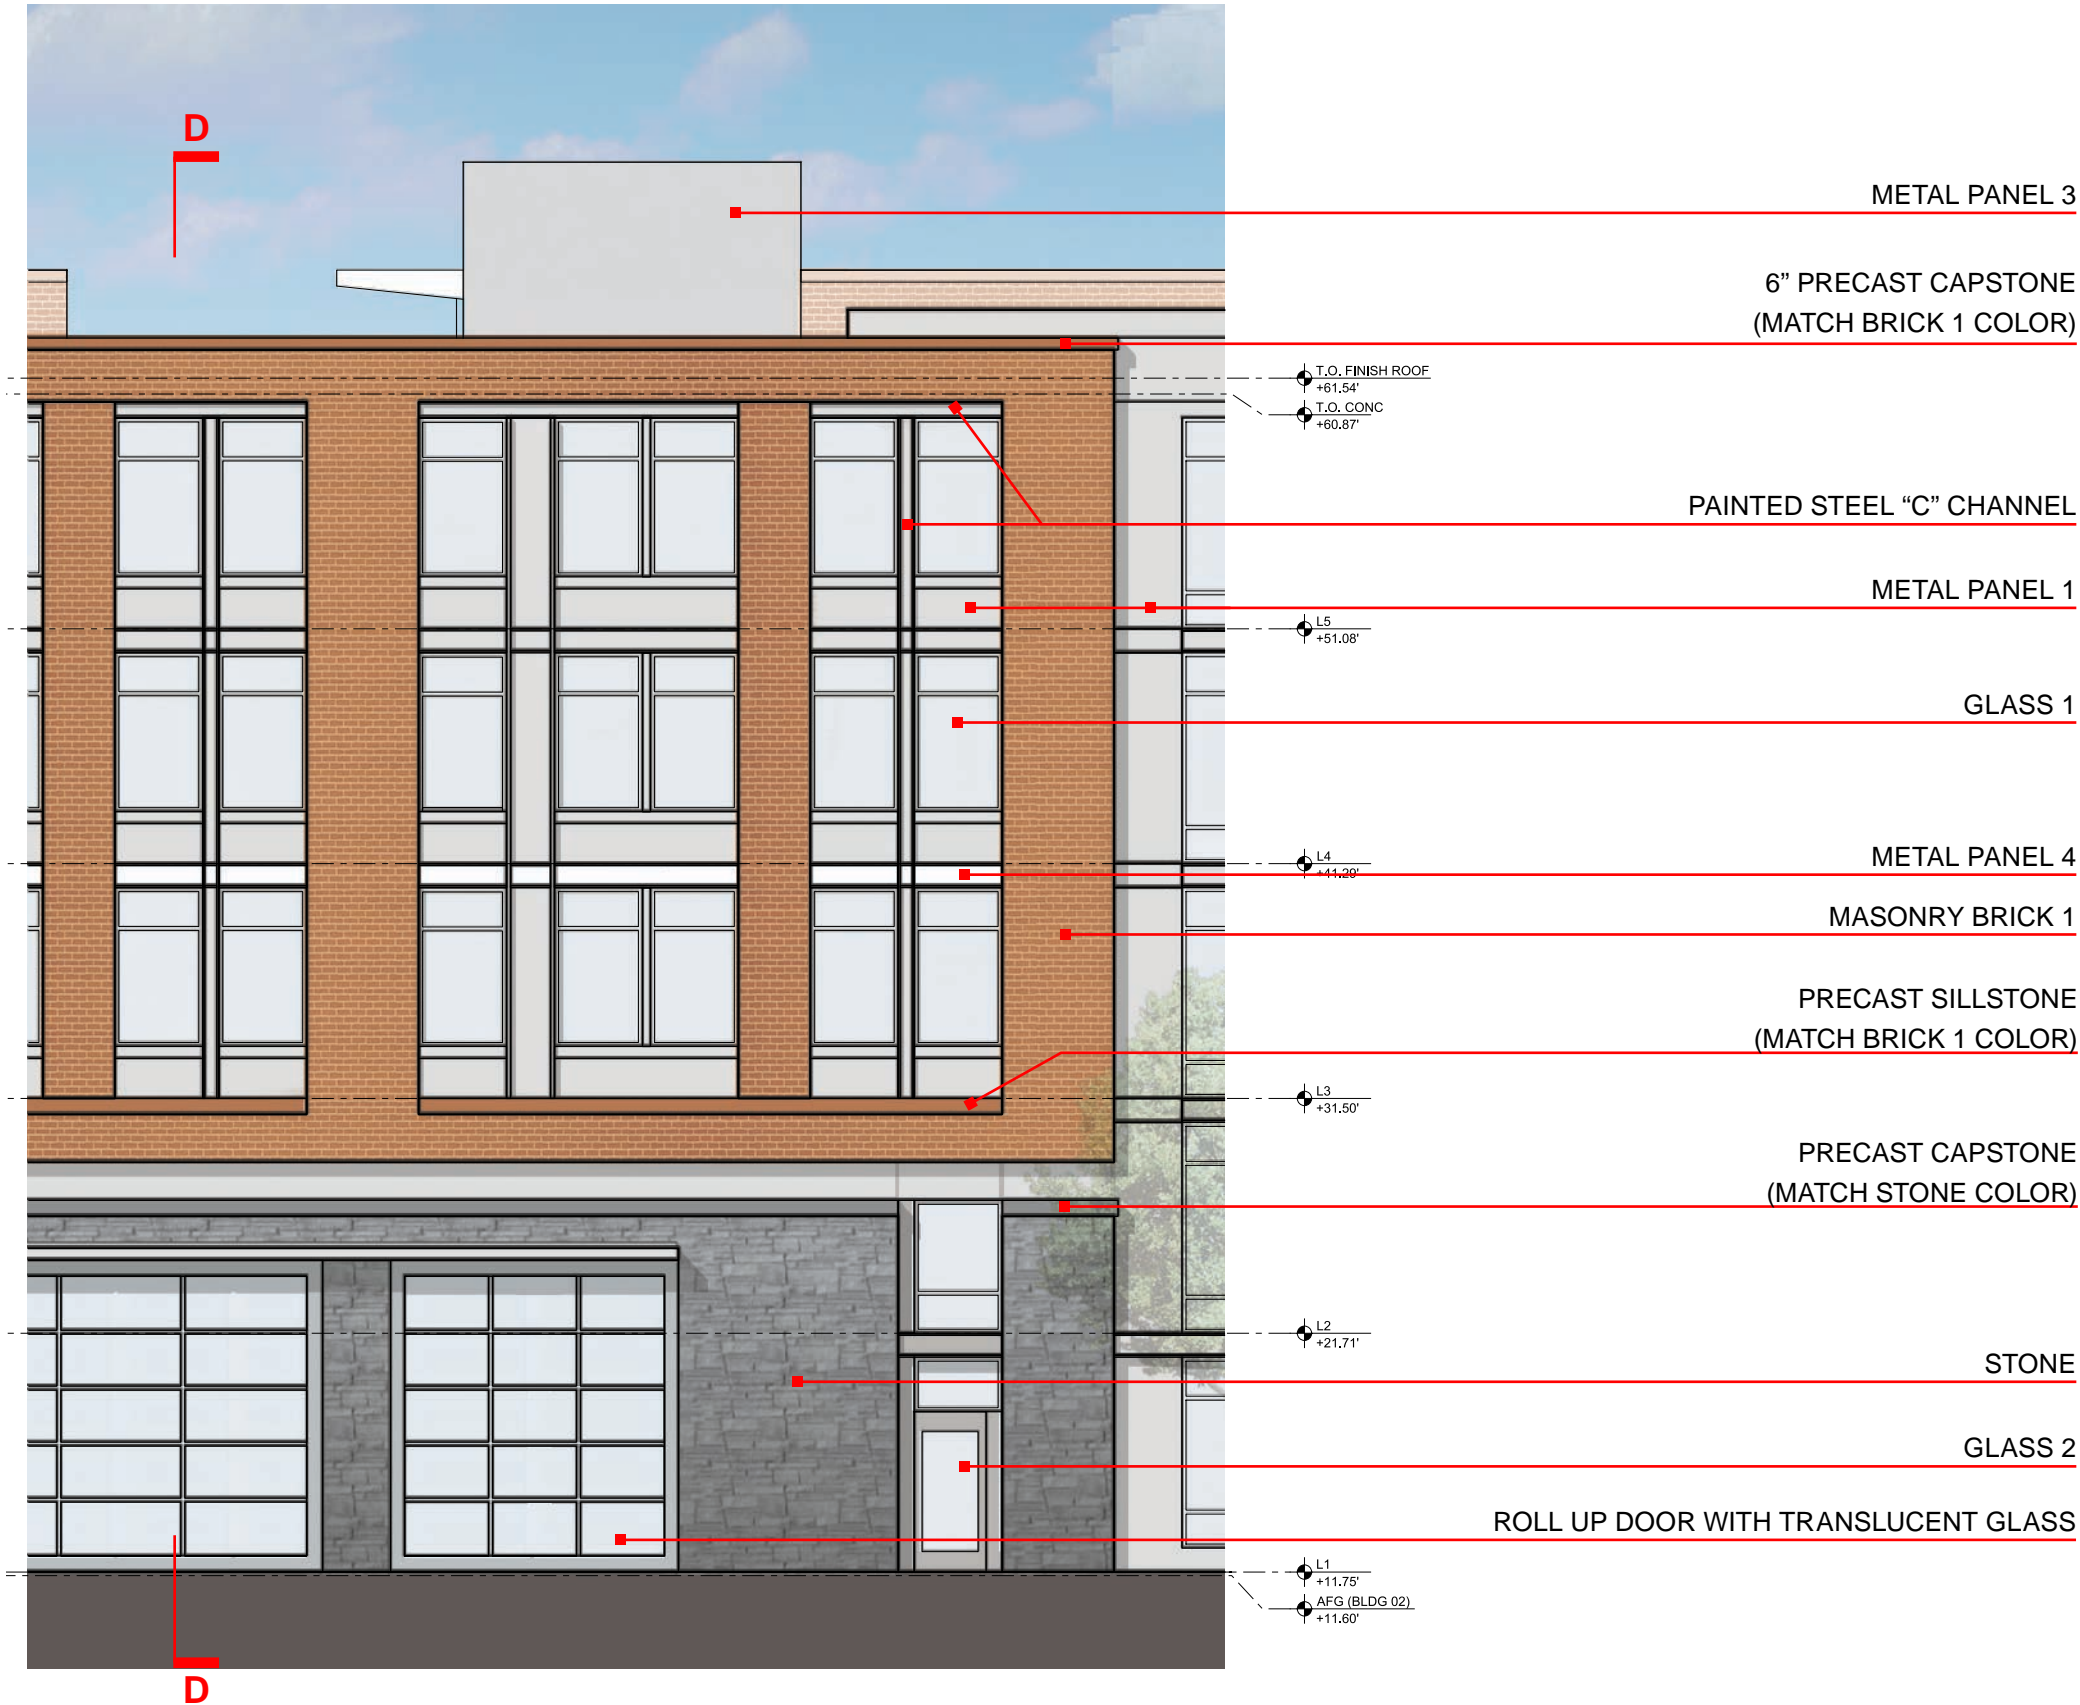 D
METAL PANEL 3
6” PRECAST CAPSTONE
(MATCH BRICK 1 COLOR)
T.O. FINISH ROOF
+61.54'
T.O. CONC
+60.87'
PAINTED STEEL “C” CHANNEL
METAL PANEL 1
L5
+51.08'
GLASS 1
L4
+41.29'
METAL PANEL 4
MASONRY BRICK 1
PRECAST SILLSTONE
(MATCH BRICK 1 COLOR)
L3
+31.50'
PRECAST CAPSTONE
(MATCH STONE COLOR)
L2
+21.71'
STONE
GLASS 2
ROLL UP DOOR WITH TRANSLUCENT GLASS
L1
+11.75'
AFG (BLDG 02)
+11.60'
D